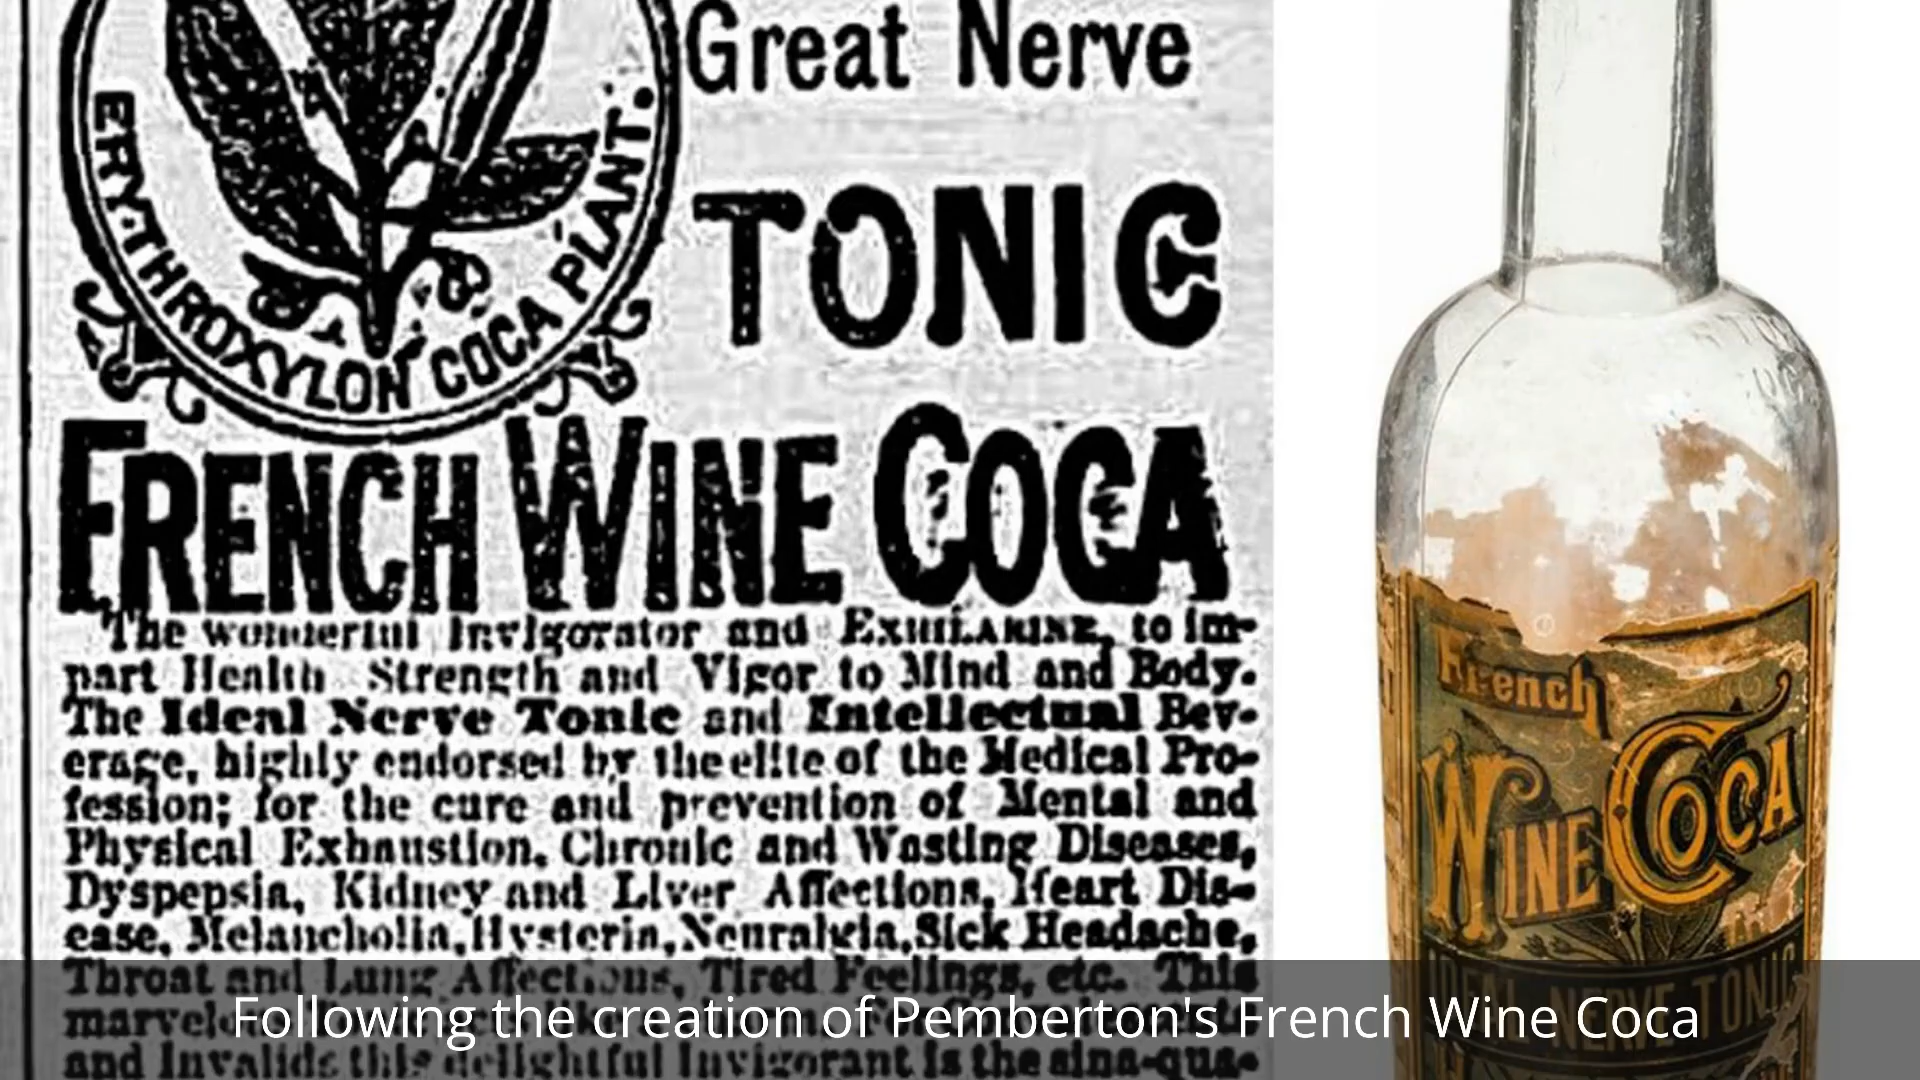 ERYTHROXYLON COCA PLANT.
Great Nerve
TONIC
FRENCH WINE COCA
The wonderful Invigorator and EXHILARINE, to im-
part Health Strength and Vigor to Mind and Body.
The Ideal Nerve Tonic and Intellectual Bev-
erage, highly endorsed by the elite of the Medical Pro-
fession; for the cure and prevention of Mental and
Physical Exhaustion, Chronic and Wasting Diseases,
Dyspepsia, Kidney and Liver Affections, Heart Dis-
ease, Melancholia, Hysteria, Neuralgia, Sick Headache,
Throat and Lung Affections, Tired Feelings, etc. This
and Invalids this delightful Invigorant is the sina-qua-
French
WINE COCA
IDEAL NERVE TONIC
Following the creation of Pemberton's French Wine Coca